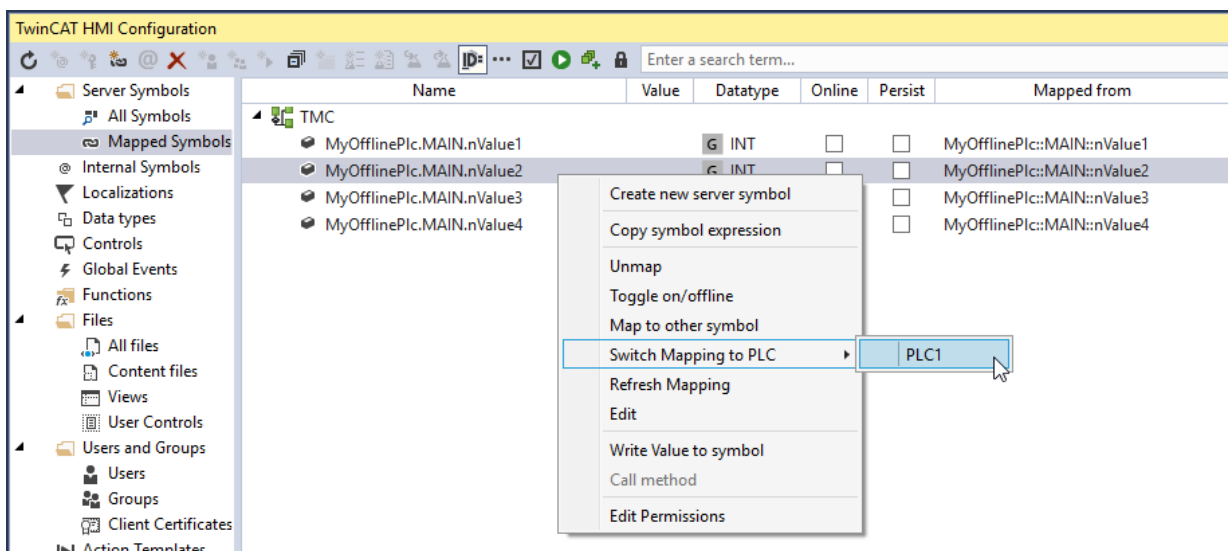 TwinCAT HMI Configuration
Enter a search term...
Server Symbols
All Symbols
Mapped Symbols
@ Internal Symbols
Localizations
Data types
Controls
Global Events
fx Functions
Files
All files
Content files
Views
User Controls
Users and Groups
Users
Groups
Client Certificates
Action Templates
Name Value Datatype Online Persist Mapped from
TMC
MyOfflinePlc.MAIN.nValue1 G INT MyOfflinePlc::MAIN::nValue1
MyOfflinePlc.MAIN.nValue2 G INT MyOfflinePlc::MAIN::nValue2
MyOfflinePlc.MAIN.nValue3 MyOfflinePlc::MAIN::nValue3
MyOfflinePlc.MAIN.nValue4 MyOfflinePlc::MAIN::nValue4
Create new server symbol
Copy symbol expression
Unmap
Toggle on/offline
Map to other symbol
Switch Mapping to PLC
PLC1
Refresh Mapping
Edit
Write Value to symbol
Call method
Edit Permissions